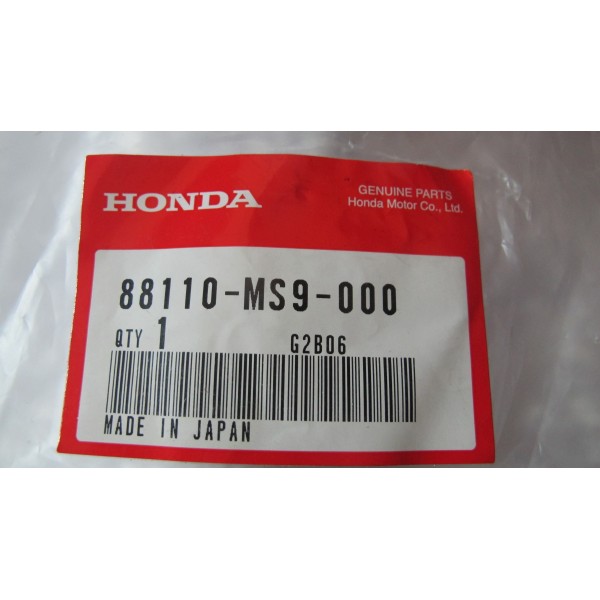 HONDA
GENUINE PARTS
Honda Motor Co., Ltd.
88110-MS9-000
QTY 1 G2B06
MADE IN JAPAN